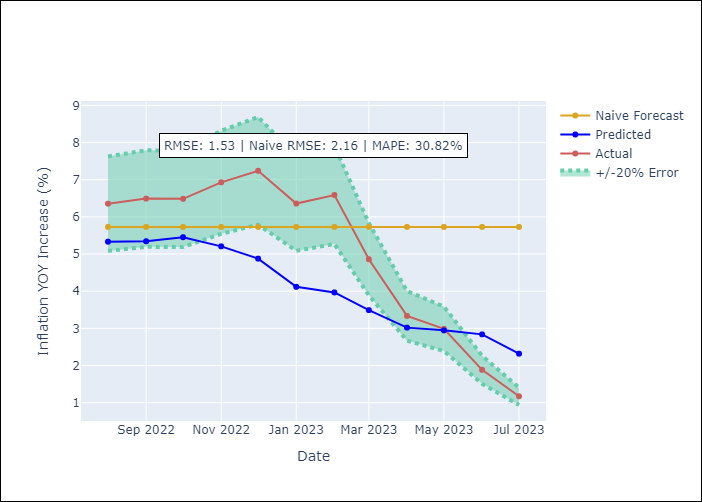 9
8
7
6
5
4
3
2
1
Inflation YOY Increase (%)
RMSE: 1.53 | Naive RMSE: 2.16 | MAPE: 30.82%
Naive Forecast
Predicted
Actual
+/-20% Error
Sep 2022 Nov 2022 Jan 2023 Mar 2023 May 2023 Jul 2023
Date